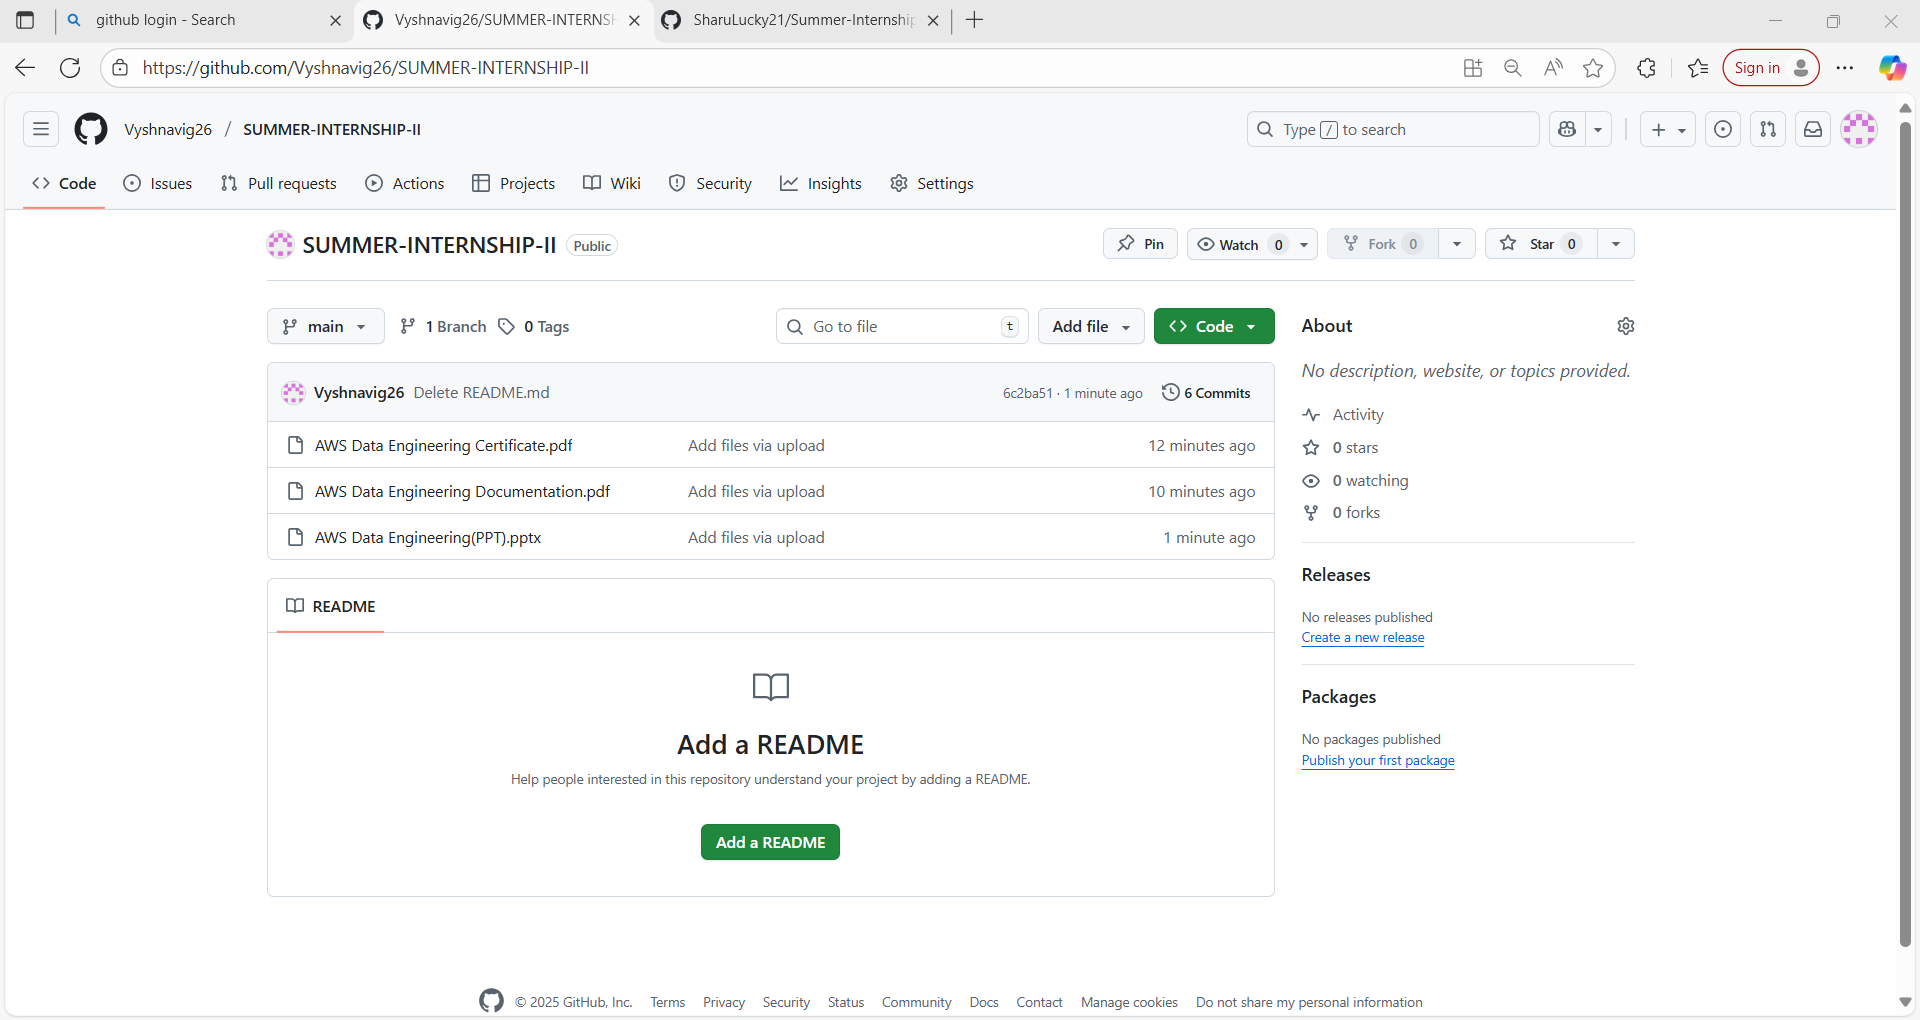 github login - Search
Vyshnavig26/SUMMER-INTERNSH
SharuLucky21/Summer-Internship
https://github.com/Vyshnavig26/SUMMER-INTERNSHIP-II
Sign in
Vyshnavig26 / SUMMER-INTERNSHIP-II
Type / to search
Code Issues Pull requests Actions Projects Wiki Security Insights Settings
SUMMER-INTERNSHIP-II Public
Pin Watch 0 Fork 0 Star 0
main 1 Branch 0 Tags Go to file t Add file Code
Vyshnavig26 Delete README.md 6c2ba51 · 1 minute ago 6 Commits
AWS Data Engineering Certificate.pdf Add files via upload 12 minutes ago
AWS Data Engineering Documentation.pdf Add files via upload 10 minutes ago
AWS Data Engineering(PPT).pptx Add files via upload 1 minute ago
README
Add a README
Help people interested in this repository understand your project by adding a README.
Add a README
About
No description, website, or topics provided.
Activity
0 stars
0 watching
0 forks
Releases
No releases published
Create a new release
Packages
No packages published
Publish your first package
© 2025 GitHub, Inc. Terms Privacy Security Status Community Docs Contact Manage cookies Do not share my personal information